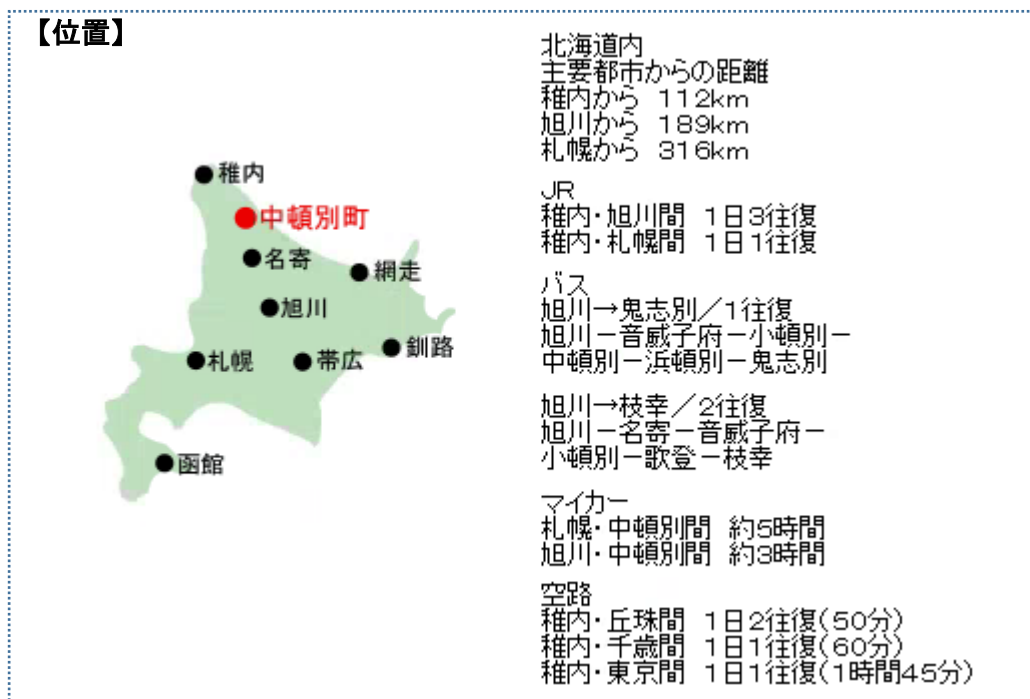 【位置】
稚内
中頓別町
名寄
網走
旭川
釧路
札幌
帯広
函館
北海道内
主要都市からの距離
稚内から 112km
旭川から 189km
札幌から 316km
JR
稚内・旭川間 1日3往復
稚内・札幌間 1日1往復
バス
旭川→鬼志別/1往復
旭川-音威子府-小頓別-
中頓別-浜頓別-鬼志別
旭川→枝幸/2往復
旭川-名寄-音威子府-
小頓別-歌登-枝幸
マイカー
札幌・中頓別間 約5時間
旭川・中頓別間 約3時間
空路
稚内・丘珠間 1日2往復(50分)
稚内・千歳間 1日1往復(60分)
稚内・東京間 1日1往復(1時間45分)